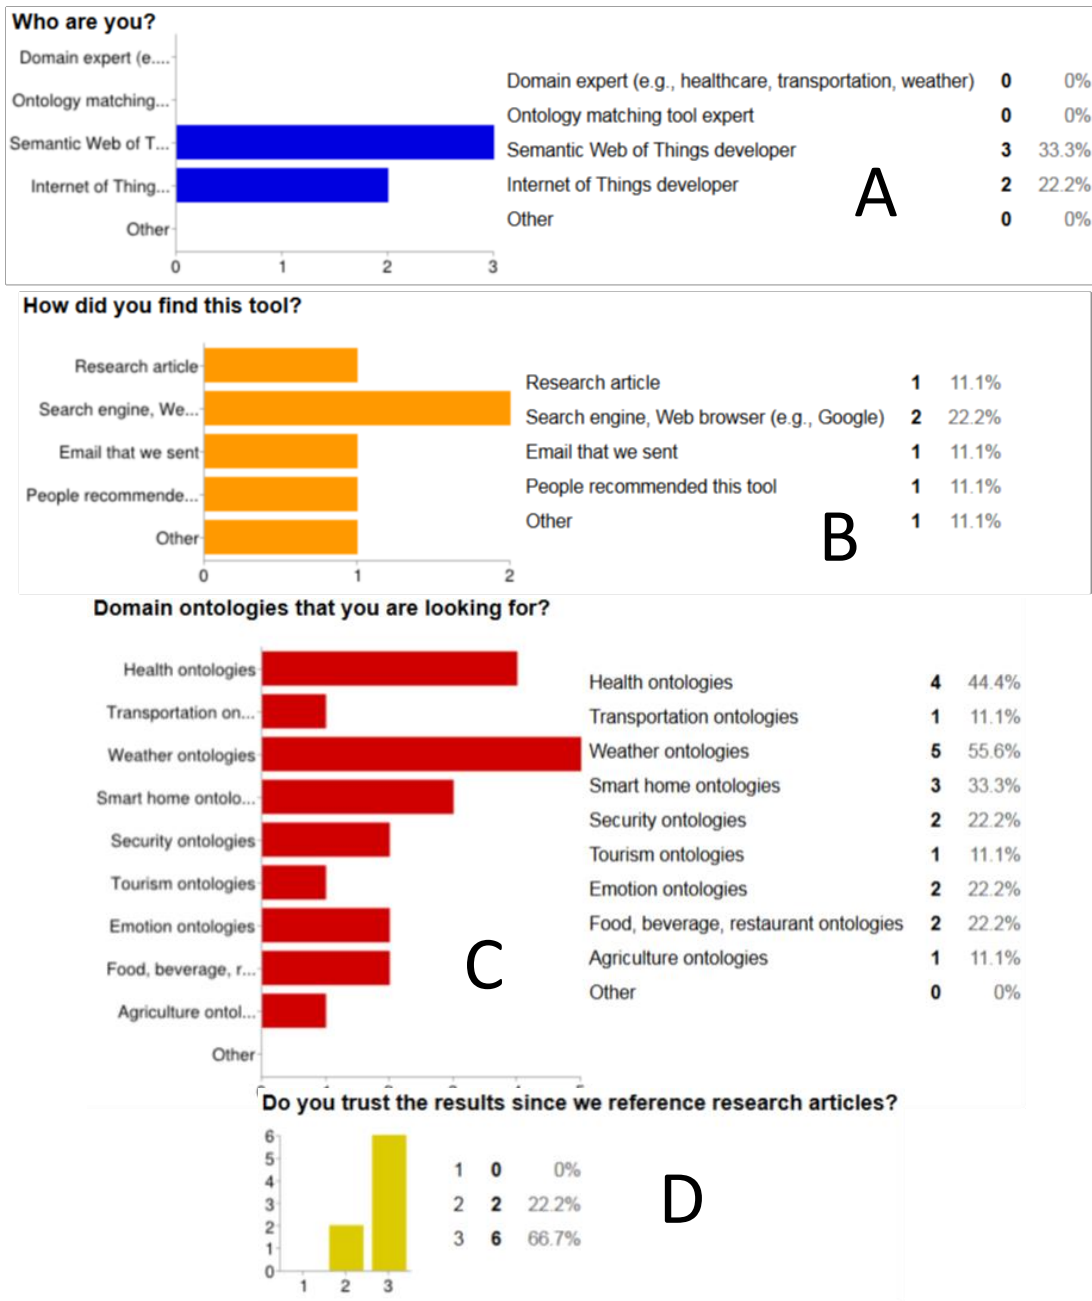 Who are you?
Domain expert (e....
Ontology matching...
Semantic Web of T...
Internet of Thing...
Other
0 1 2 3
Domain expert (e.g., healthcare, transportation, weather) 0 0%
Ontology matching tool expert 0 0%
Semantic Web of Things developer 3 33.3%
Internet of Things developer 2 22.2%
Other 0 0%
A
How did you find this tool?
Research article
Search engine, We...
Email that we sent
People recommende...
Other
0 1 2
Research article 1 11.1%
Search engine, Web browser (e.g., Google) 2 22.2%
Email that we sent 1 11.1%
People recommended this tool 1 11.1%
Other 1 11.1%
B
Domain ontologies that you are looking for?
Health ontologies
Transportation on...
Weather ontologies
Smart home ontolo...
Security ontologies
Tourism ontologies
Emotion ontologies
Food, beverage, r...
Agriculture ontol...
Other
Health ontologies 4 44.4%
Transportation ontologies 1 11.1%
Weather ontologies 5 55.6%
Smart home ontologies 3 33.3%
Security ontologies 2 22.2%
Tourism ontologies 1 11.1%
Emotion ontologies 2 22.2%
Food, beverage, restaurant ontologies 2 22.2%
Agriculture ontologies 1 11.1%
Other 0 0%
C
Do you trust the results since we reference research articles?
6
5
4
3
2
1
0
1 2 3
1 0 0%
2 2 22.2%
3 6 66.7%
D